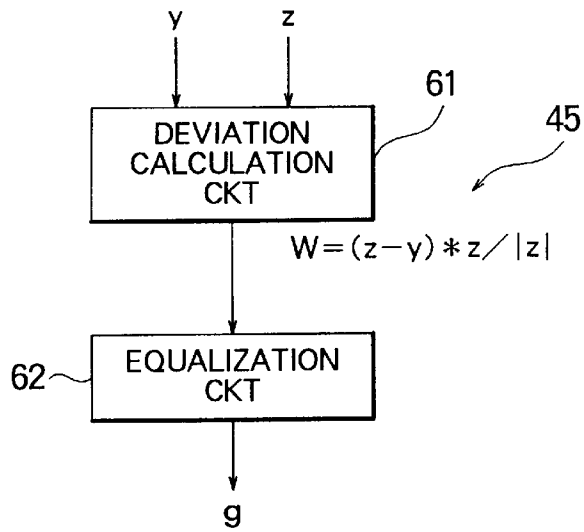 y z
61
45
DEVIATION
CALCULATION
CKT
W=(z-y)*z/|z|
62
EQUALIZATION
CKT
g